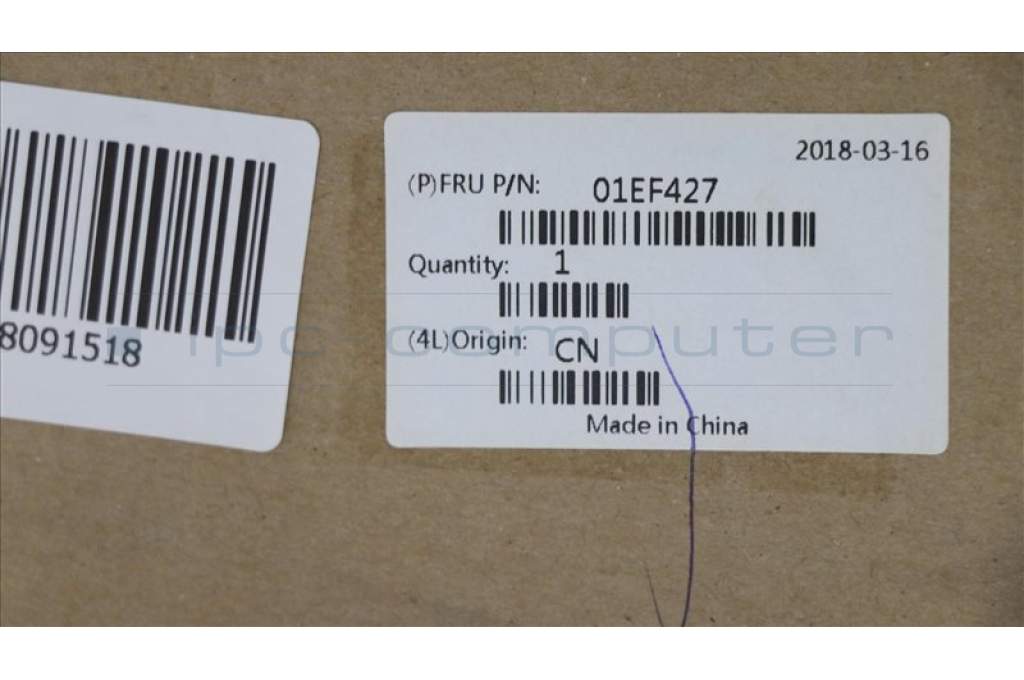 2018-03-16
(P)FRU P/N: 01EF427
Quantity: 1
(4L)Origin: CN
Made in China
8091518
ipc-computer